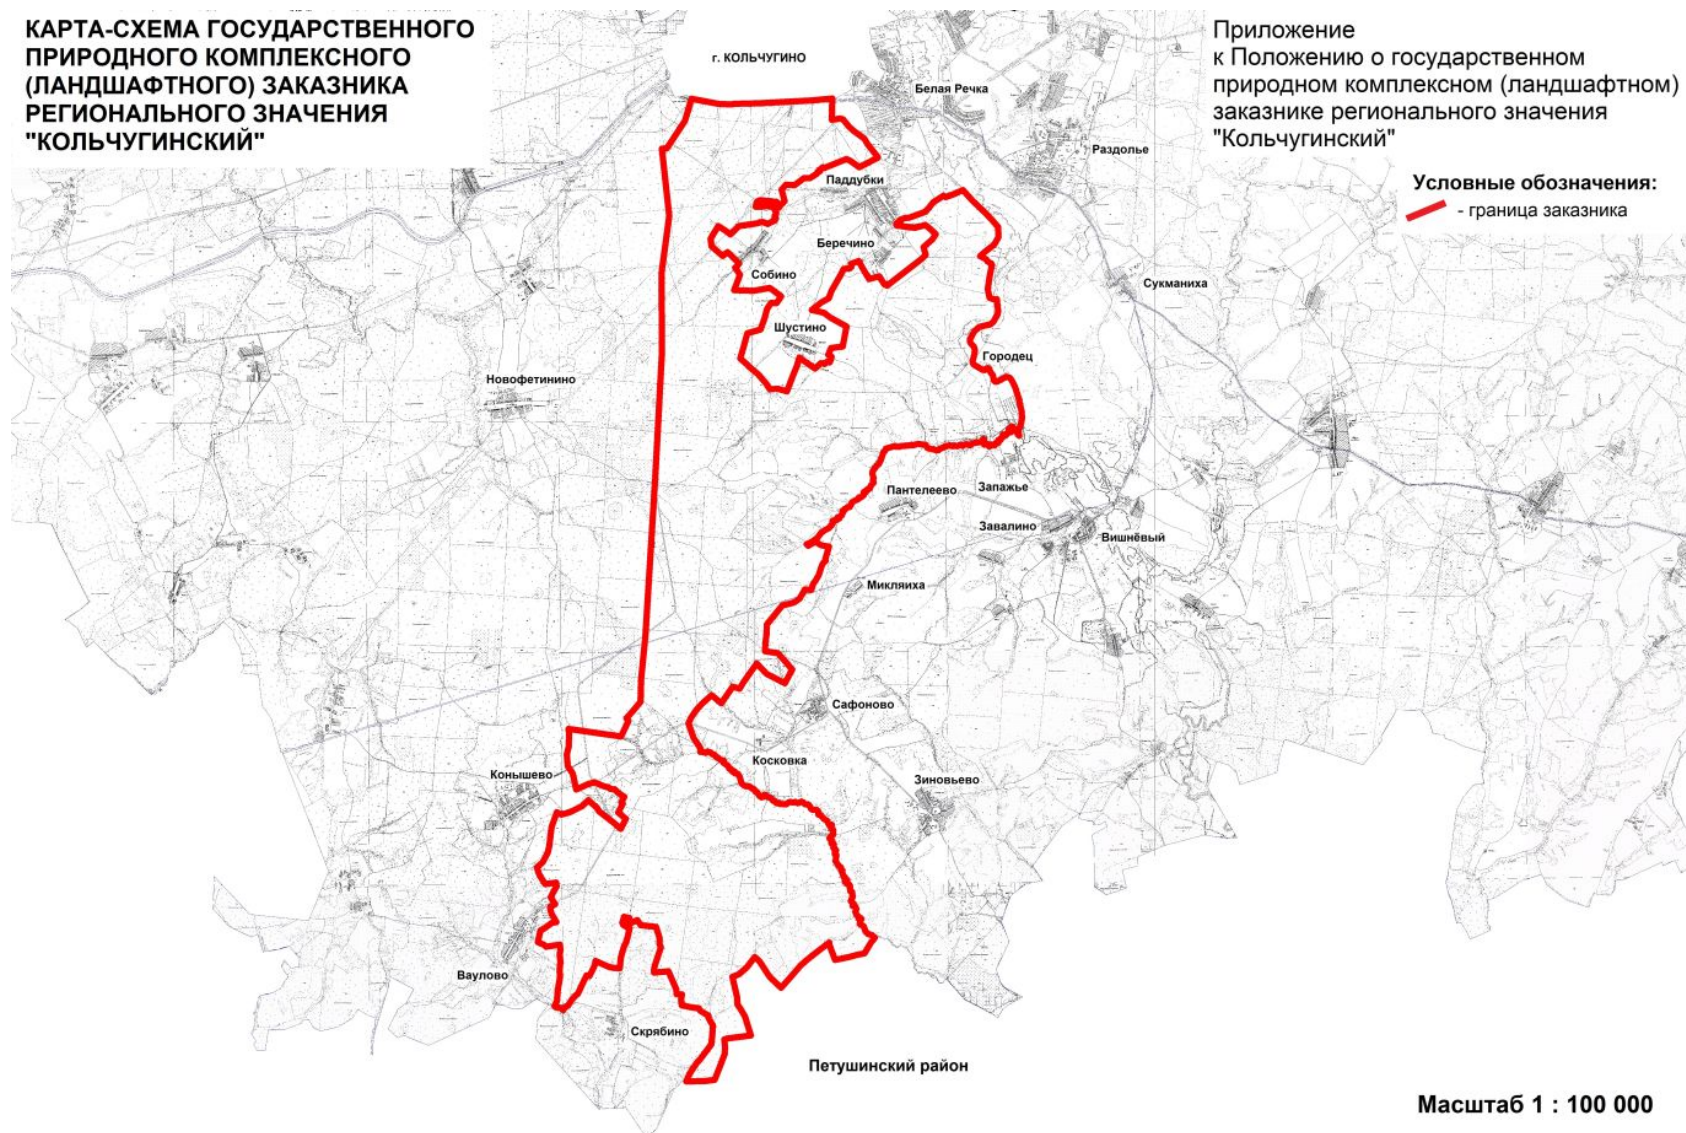 КАРТА-СХЕМА ГОСУДАРСТВЕННОГО
ПРИРОДНОГО КОМПЛЕКСНОГО
(ЛАНДШАФТНОГО) ЗАКАЗНИКА
РЕГИОНАЛЬНОГО ЗНАЧЕНИЯ
"КОЛЬЧУГИНСКИЙ"
Приложение
к Положению о государственном
природном комплексном (ландшафтном)
заказнике регионального значения
"Кольчугинский"
Условные обозначения:
- граница заказника
г. КОЛЬЧУГИНО
Белая Речка
Раздолье
Паддубки
Беречино
Собино
Сукманиха
Шустино
Городец
Новофетинино
Пантелеево
Запажье
Завалино
Вишнёвый
Микляиха
Сафоново
Косковка
Конышево
Зиновьево
Ваулово
Скрябино
Петушинский район
Масштаб 1 : 100 000